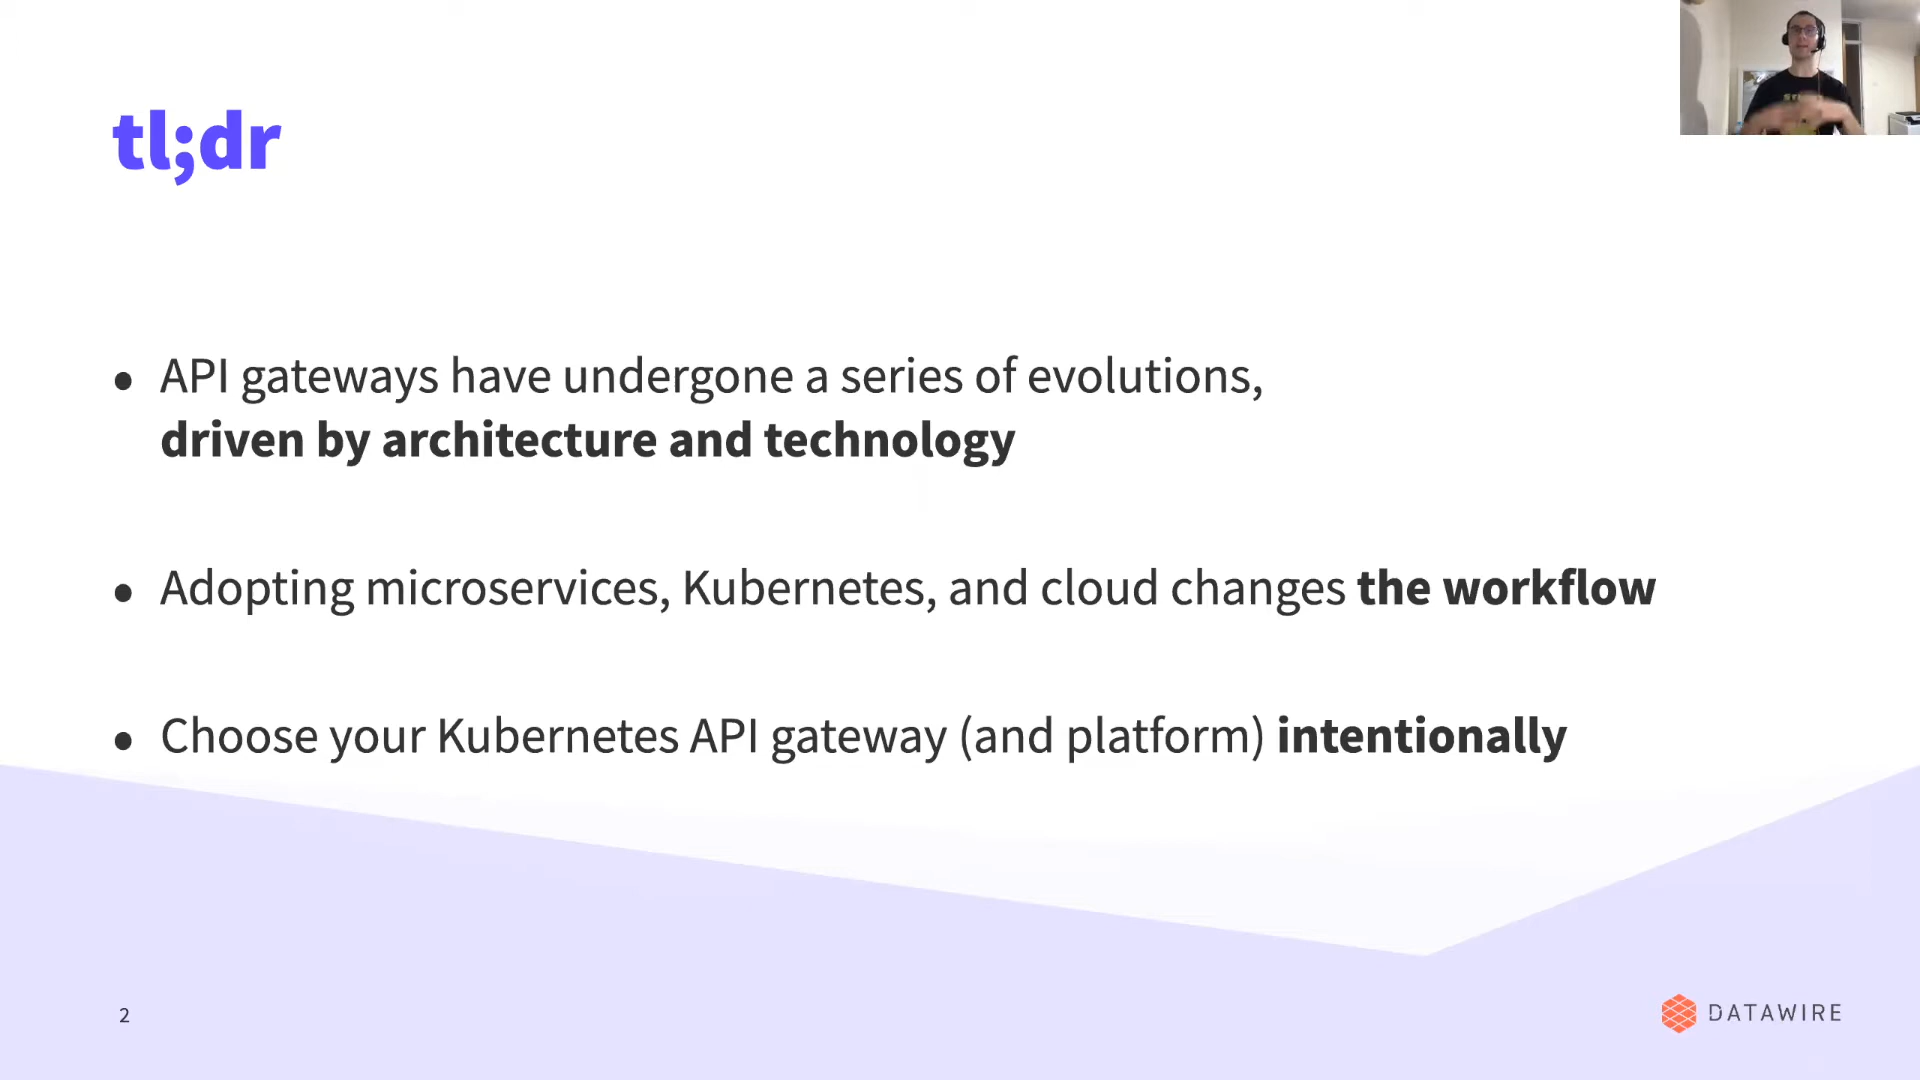 tl;dr
• API gateways have undergone a series of evolutions,
driven by architecture and technology
• Adopting microservices, Kubernetes, and cloud changes the workflow
• Choose your Kubernetes API gateway (and platform) intentionally
2
DATAWIRE